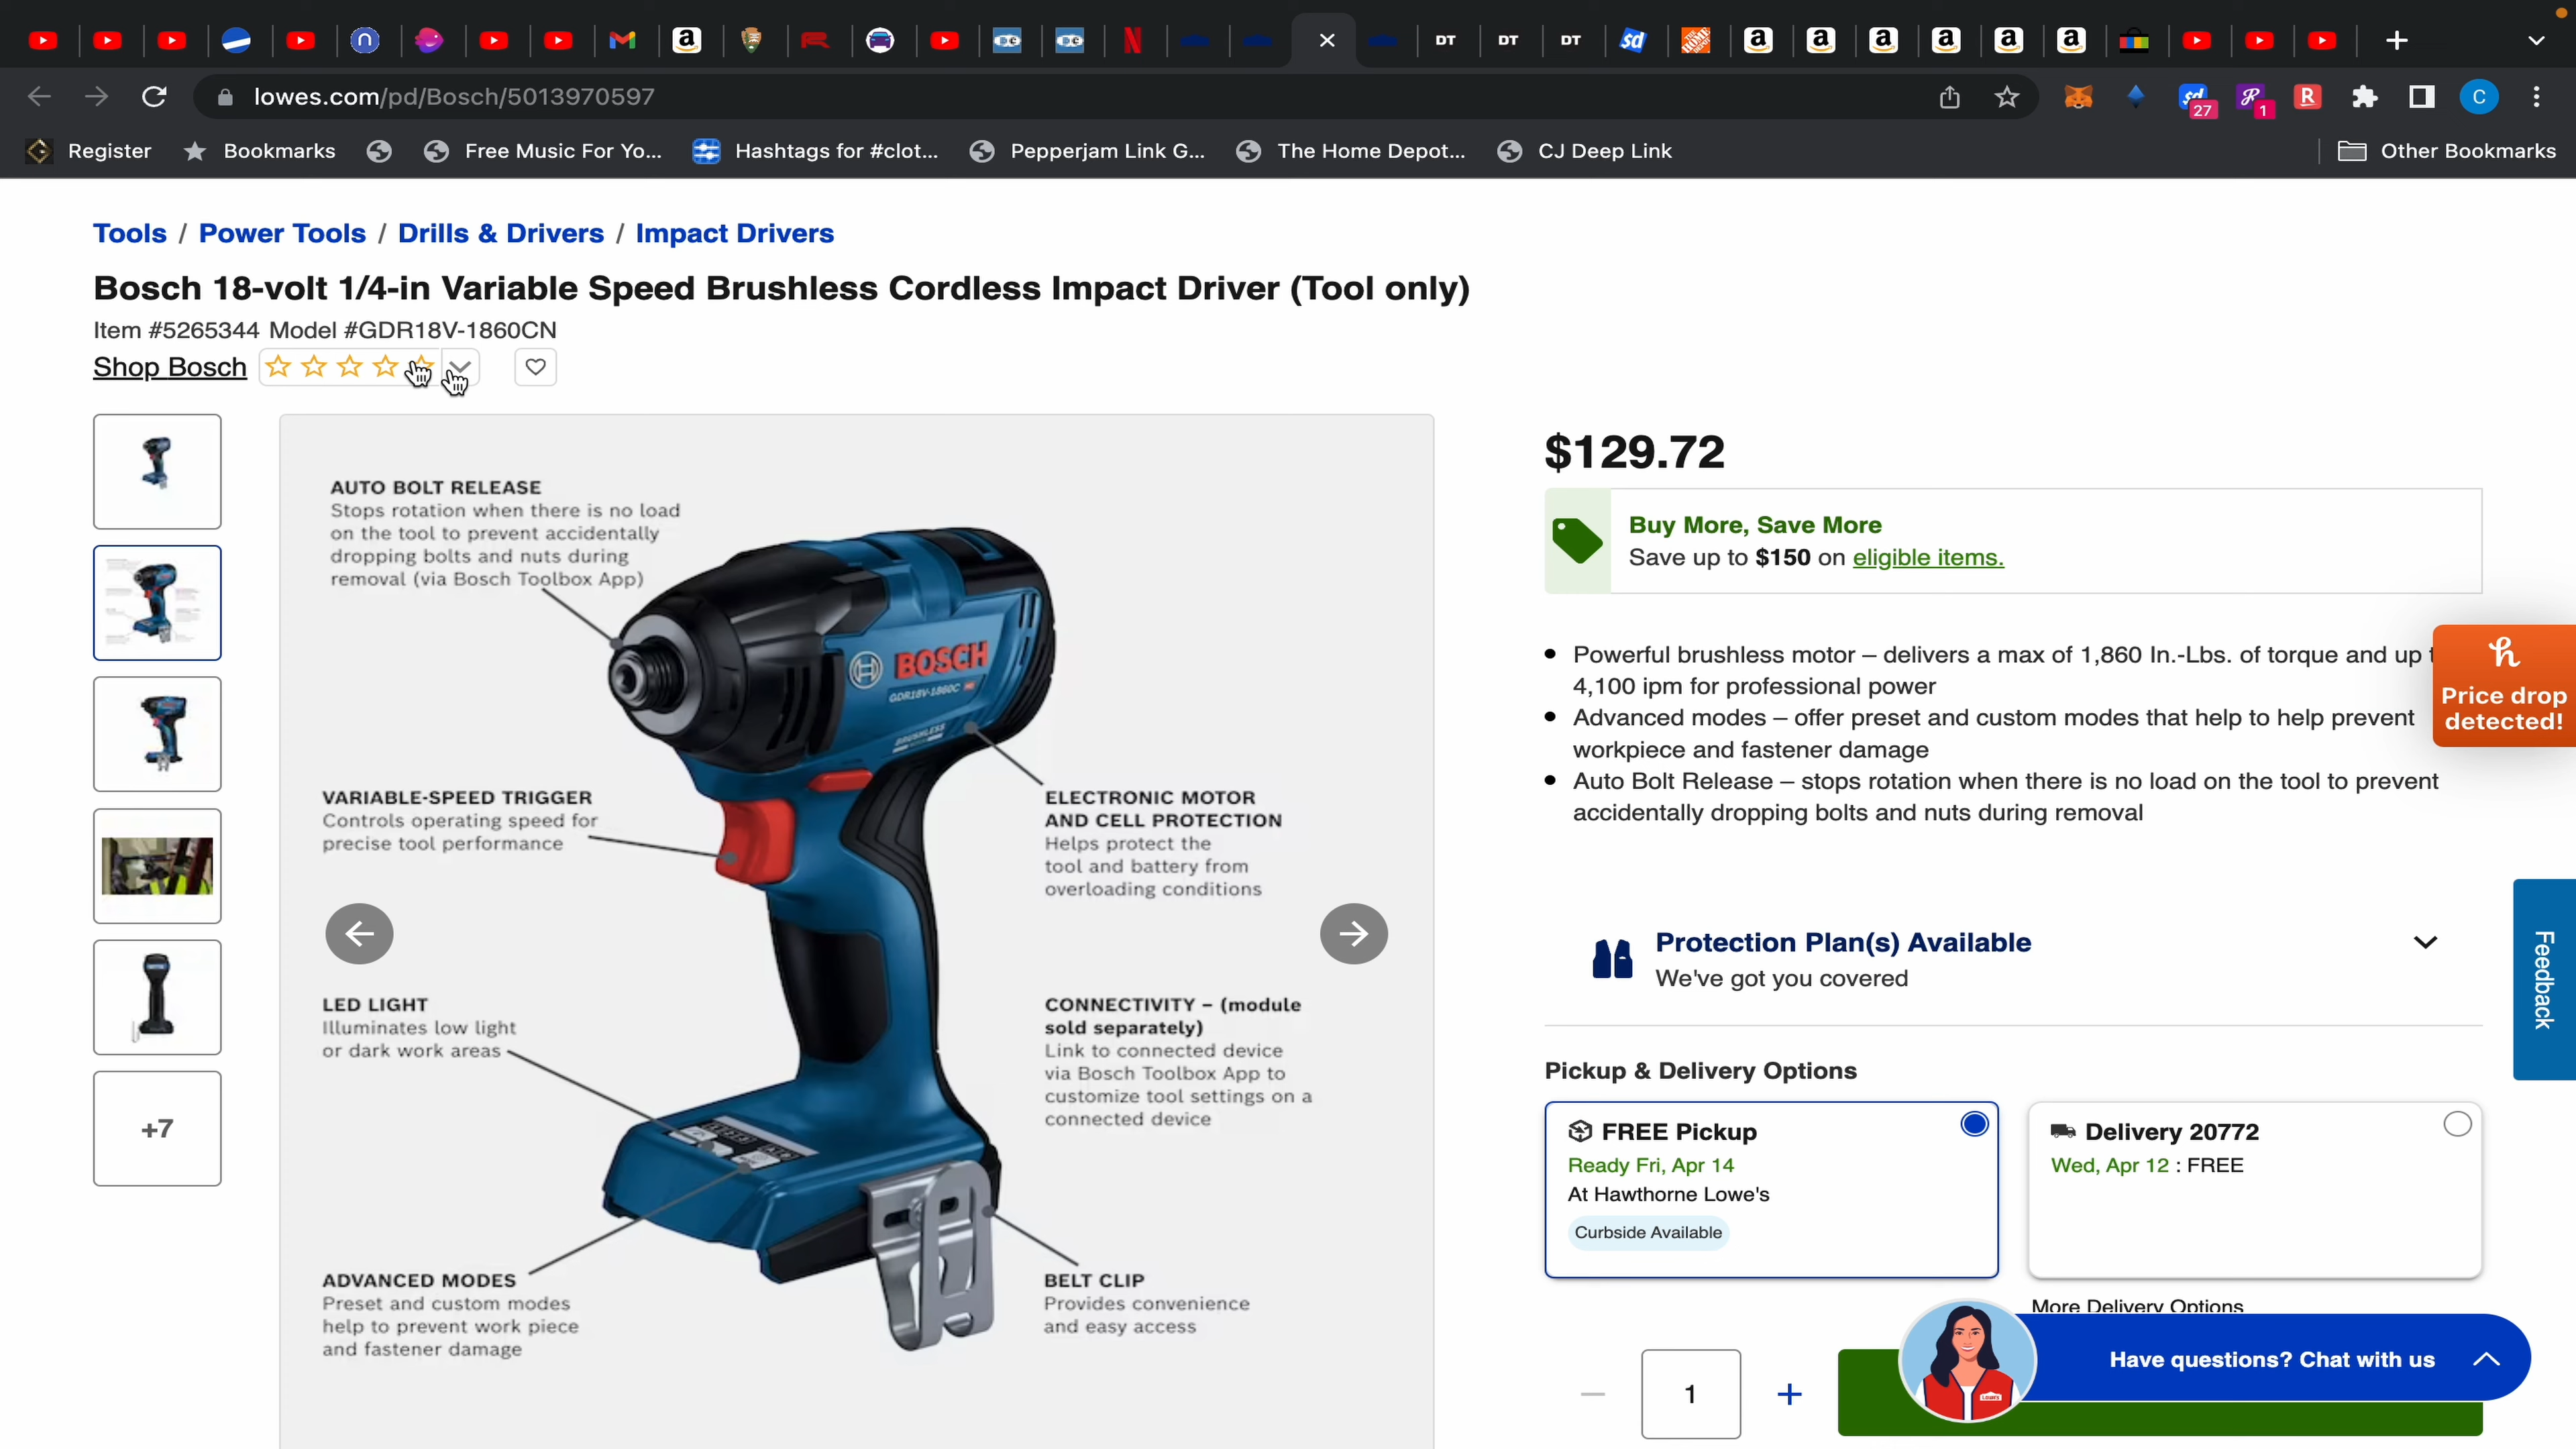 DT
DT
DT
lowes.com/pd/Bosch/5013970597
27
1
C
Register
Bookmarks
Free Music For Yo...
Hashtags for #clot...
Pepperjam Link G...
The Home Depot...
CJ Deep Link
Other Bookmarks
Tools / Power Tools / Drills & Drivers / Impact Drivers
Bosch 18-volt 1/4-in Variable Speed Brushless Cordless Impact Driver (Tool only)
Item #5265344 Model #GDR18V-1860CN
Shop Bosch
+7
AUTO BOLT RELEASE
Stops rotation when there is no load
on the tool to prevent accidentally
dropping bolts and nuts during
removal (via Bosch Toolbox App)
BOSCH
GDR18V-1860C
BRUSHLESS
VARIABLE-SPEED TRIGGER
Controls operating speed for
precise tool performance
ELECTRONIC MOTOR
AND CELL PROTECTION
Helps protect the
tool and battery from
overloading conditions
LED LIGHT
Illuminates low light
or dark work areas
CONNECTIVITY – (module
sold separately)
Link to connected device
via Bosch Toolbox App to
customize tool settings on a
connected device
ADVANCED MODES
Preset and custom modes
help to prevent work piece
and fastener damage
BELT CLIP
Provides convenience
and easy access
$129.72
Buy More, Save More
Save up to $150 on eligible items.
Powerful brushless motor – delivers a max of 1,860 In.-Lbs. of torque and up
4,100 ipm for professional power
Advanced modes – offer preset and custom modes that help to help prevent
workpiece and fastener damage
Auto Bolt Release – stops rotation when there is no load on the tool to prevent
accidentally dropping bolts and nuts during removal
Price drop
detected!
Feedback
Protection Plan(s) Available
We've got you covered
Pickup & Delivery Options
FREE Pickup
Ready Fri, Apr 14
At Hawthorne Lowe's
Curbside Available
Delivery 20772
Wed, Apr 12 : FREE
More Delivery Options
1
Have questions? Chat with us